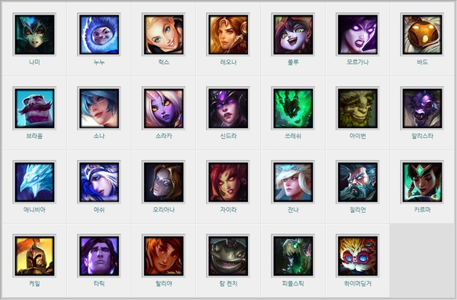 나미 누누 럭스 레오나 룰루 모르가나 바드
브라움 소나 소라카 신드라 쓰레쉬 아이번 알리스타
애니비아 애쉬 오리아나 자이라 잔나 질리언 카르마
케일 타릭 탈리야 탐 켄치 피들스틱 하이머딩거